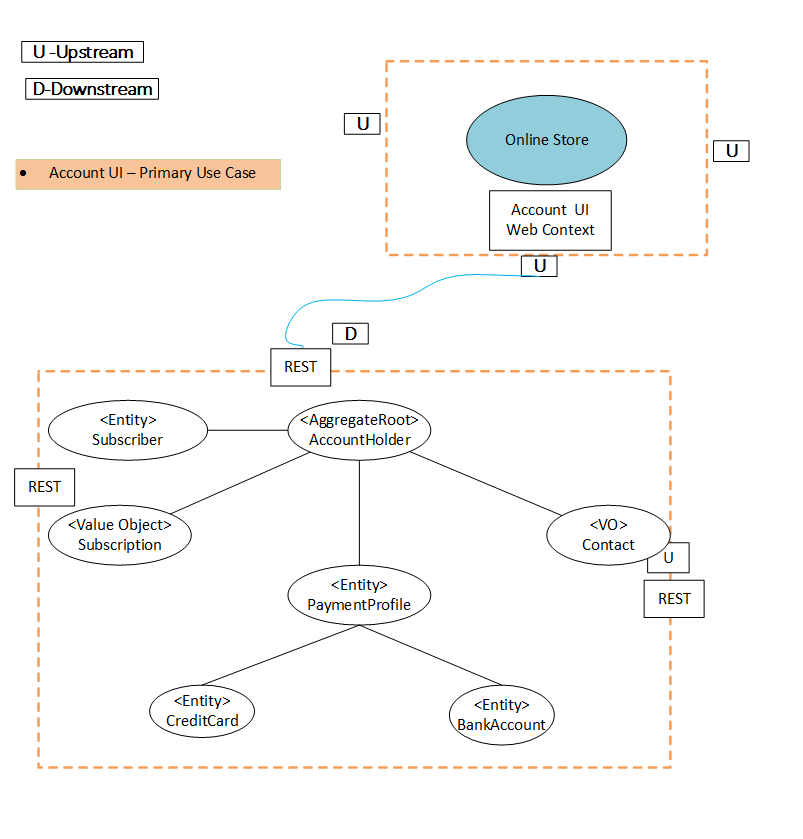 U -Upstream
D-Downstream
U
Online Store
U
• Account UI – Primary Use Case
Account UI
Web Context
U
D
REST
<Entity>
Subscriber
<AggregateRoot>
AccountHolder
REST
<Value Object>
Subscription
<VO>
Contact
U
<Entity>
PaymentProfile
REST
<Entity>
CreditCard
<Entity>
BankAccount